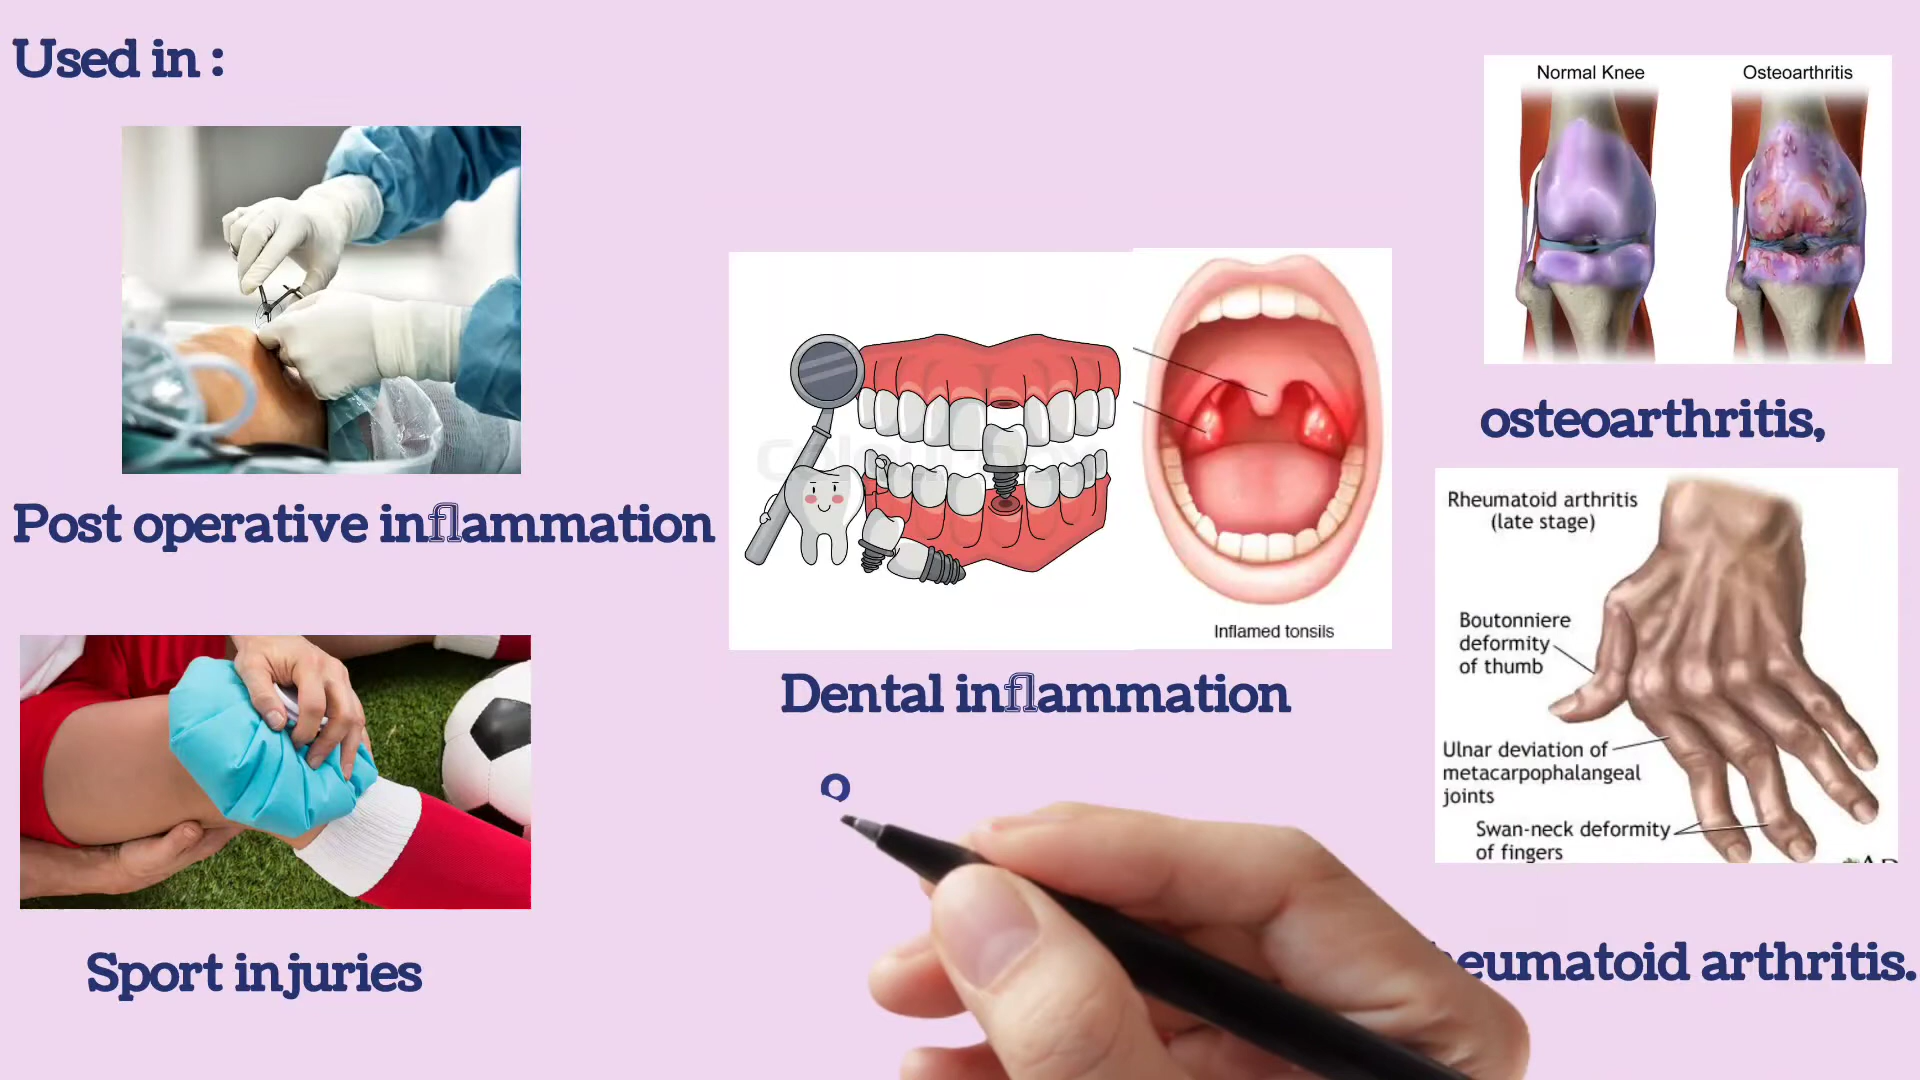 Used in :
Post operative inflammation
Sport injuries
Inflamed tonsils
Dental inflammation
o
Normal Knee
Osteoarthritis
osteoarthritis,
Rheumatoid arthritis
(late stage)
Boutonniere
deformity
of thumb
Ulnar deviation of
metacarpophalangeal
joints
Swan-neck deformity
of fingers
arthritis.